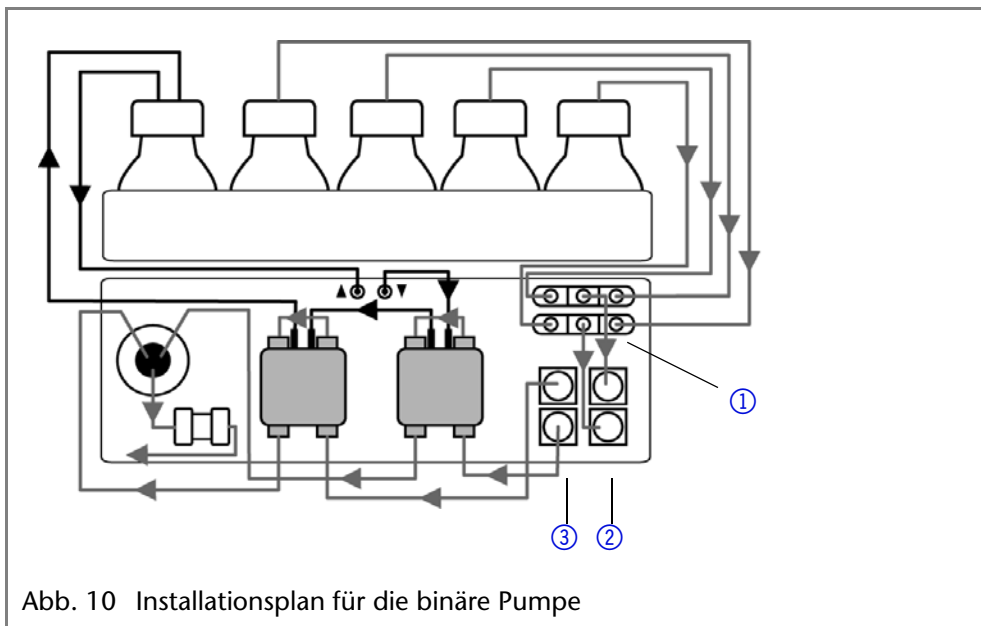 ①
③ ②
Abb. 10 Installationsplan für die binäre Pumpe